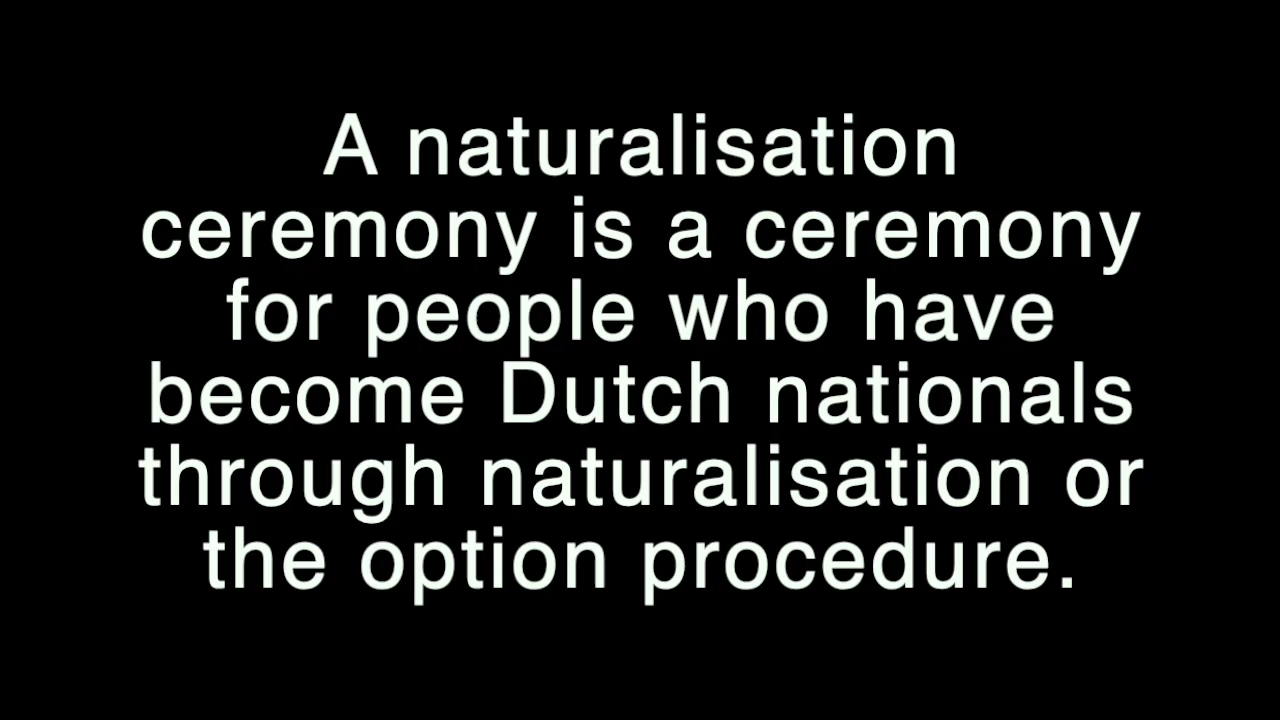 A naturalisation
ceremony is a ceremony
for people who have
become Dutch nationals
through naturalisation or
the option procedure.